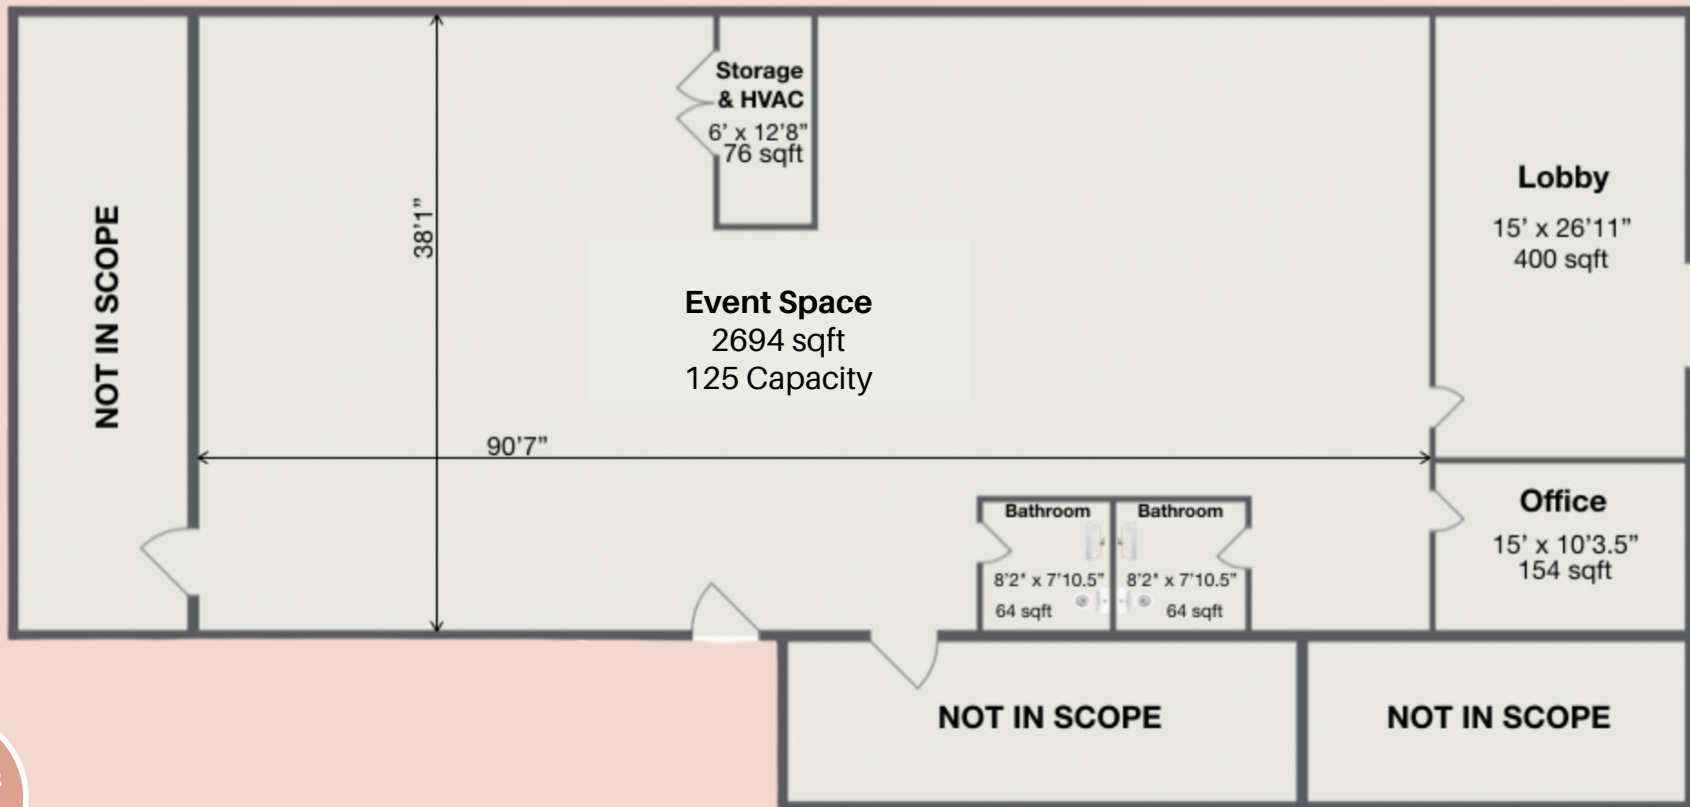 NOT IN SCOPE
38’1”
Storage
& HVAC
6’ x 12’8”
76 sqft
Event Space
2694 sqft
125 Capacity
90’7”
Lobby
15’ x 26’11”
400 sqft
Bathroom
8’2" x 7’10.5”
64 sqft
Bathroom
8’2" x 7’10.5”
64 sqft
Office
15’ x 10’3.5”
154 sqft
NOT IN SCOPE
NOT IN SCOPE